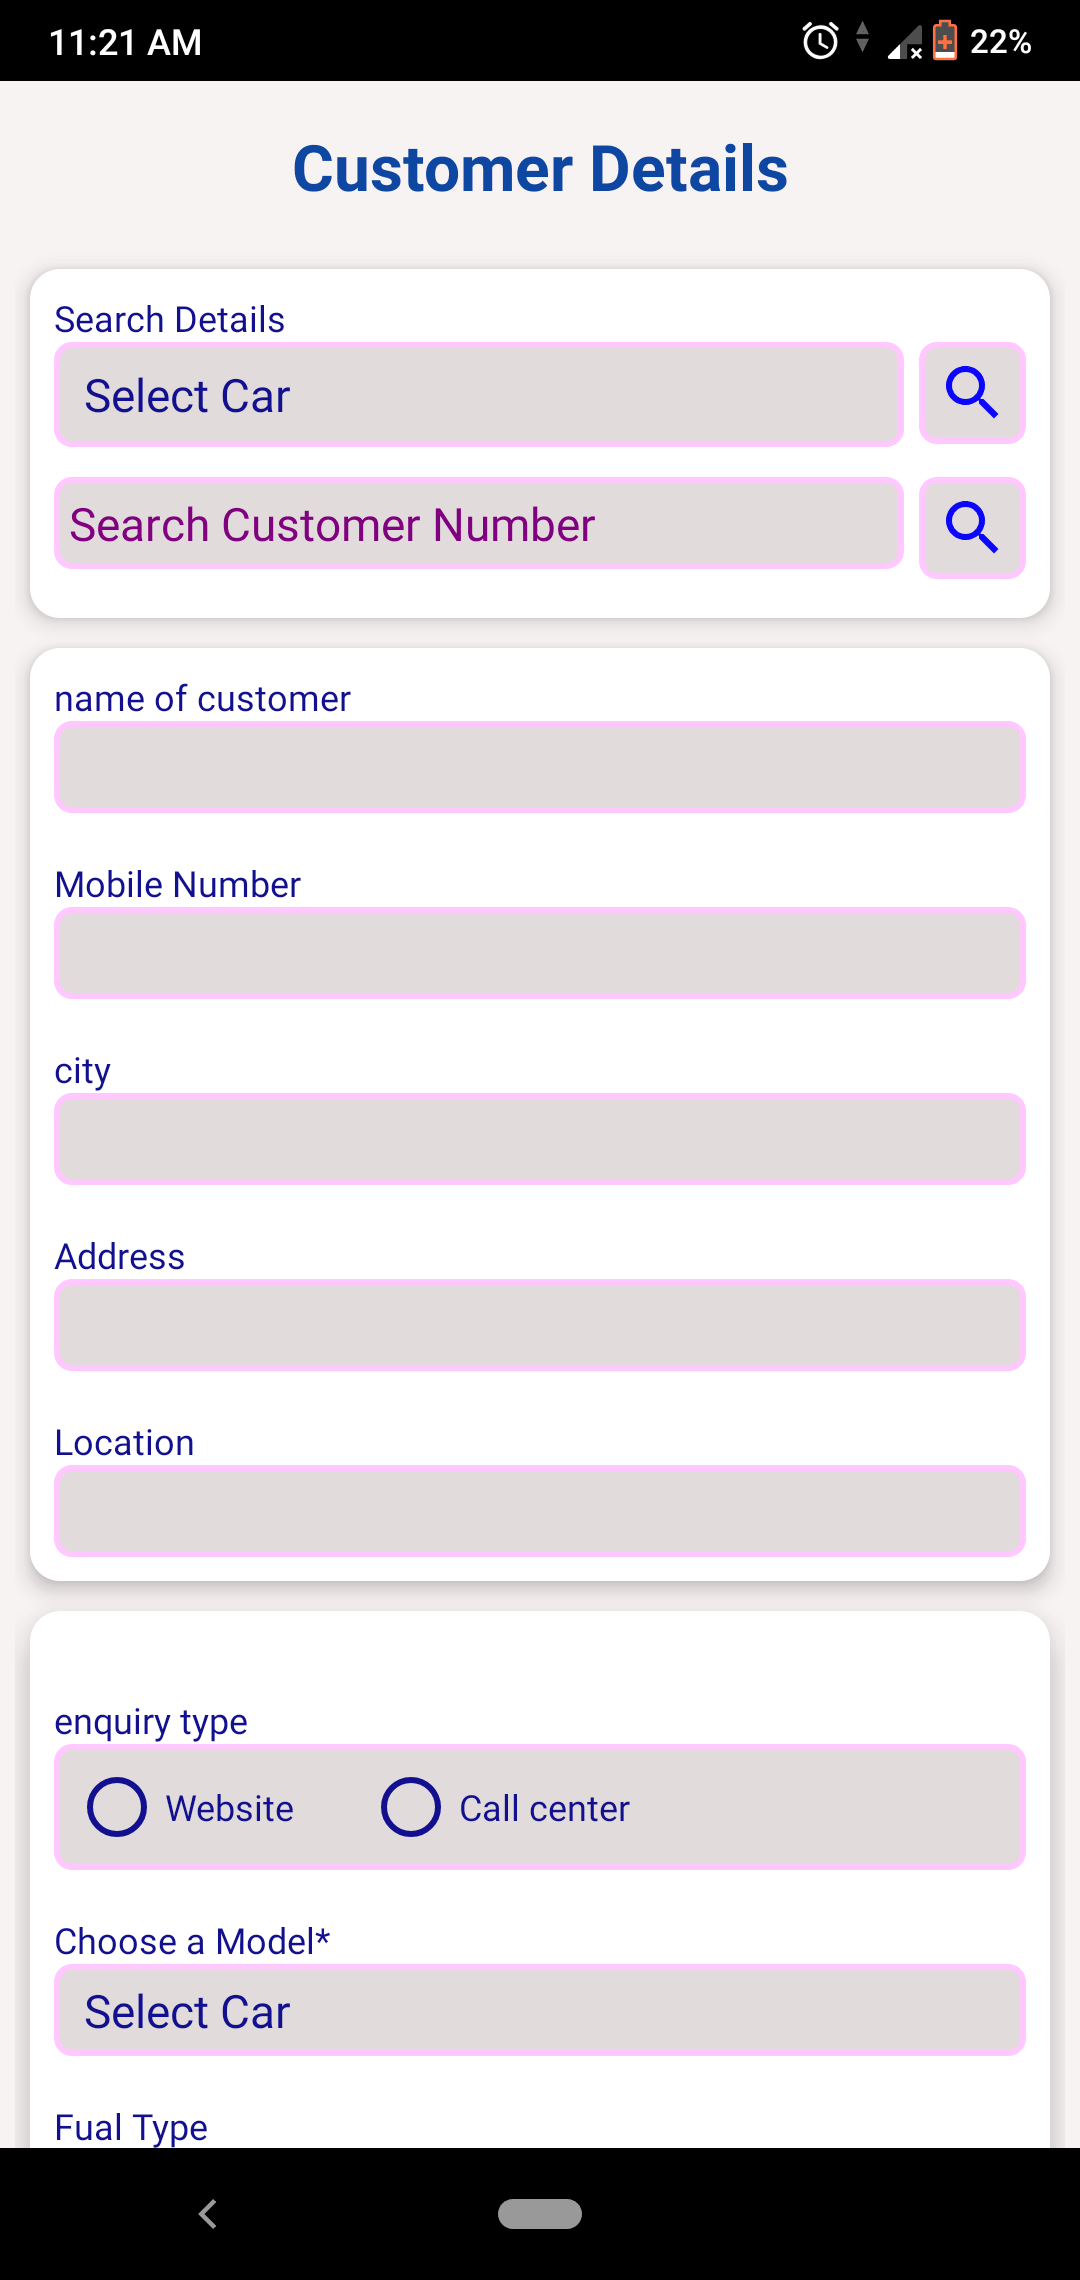 11:21 AM
22%
Customer Details
Search Details
Select Car
Search Customer Number
name of customer
Mobile Number
city
Address
Location
enquiry type
Website
Call center
Choose a Model*
Select Car
Fual Type